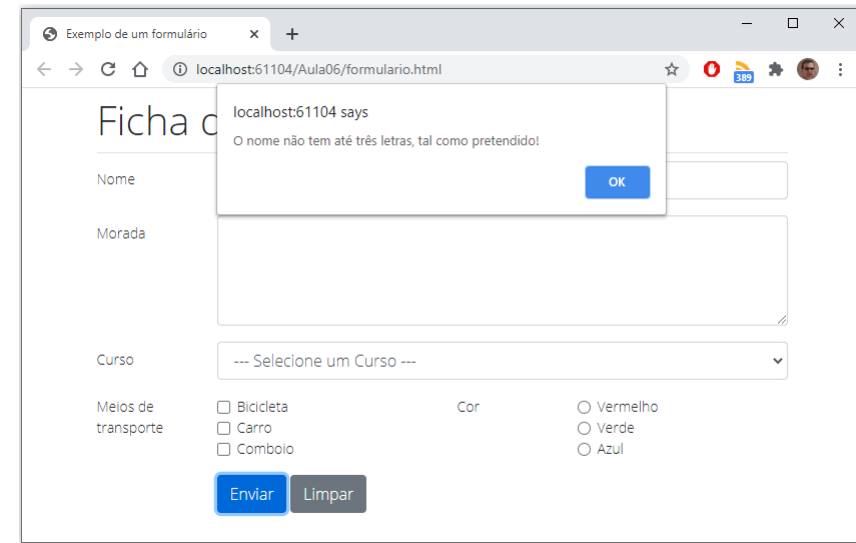 Exemplo de um formulário
localhost:61104/Aula06/formulario.html
389
Ficha
localhost:61104 says
O nome não tem até três letras, tal como pretendido!
OK
Nome
Morada
Curso
--- Selecione um Curso ---
Meios de transporte
Bicicleta
Carro
Comboio
Cor
Vermelho
Verde
Azul
Enviar
Limpar